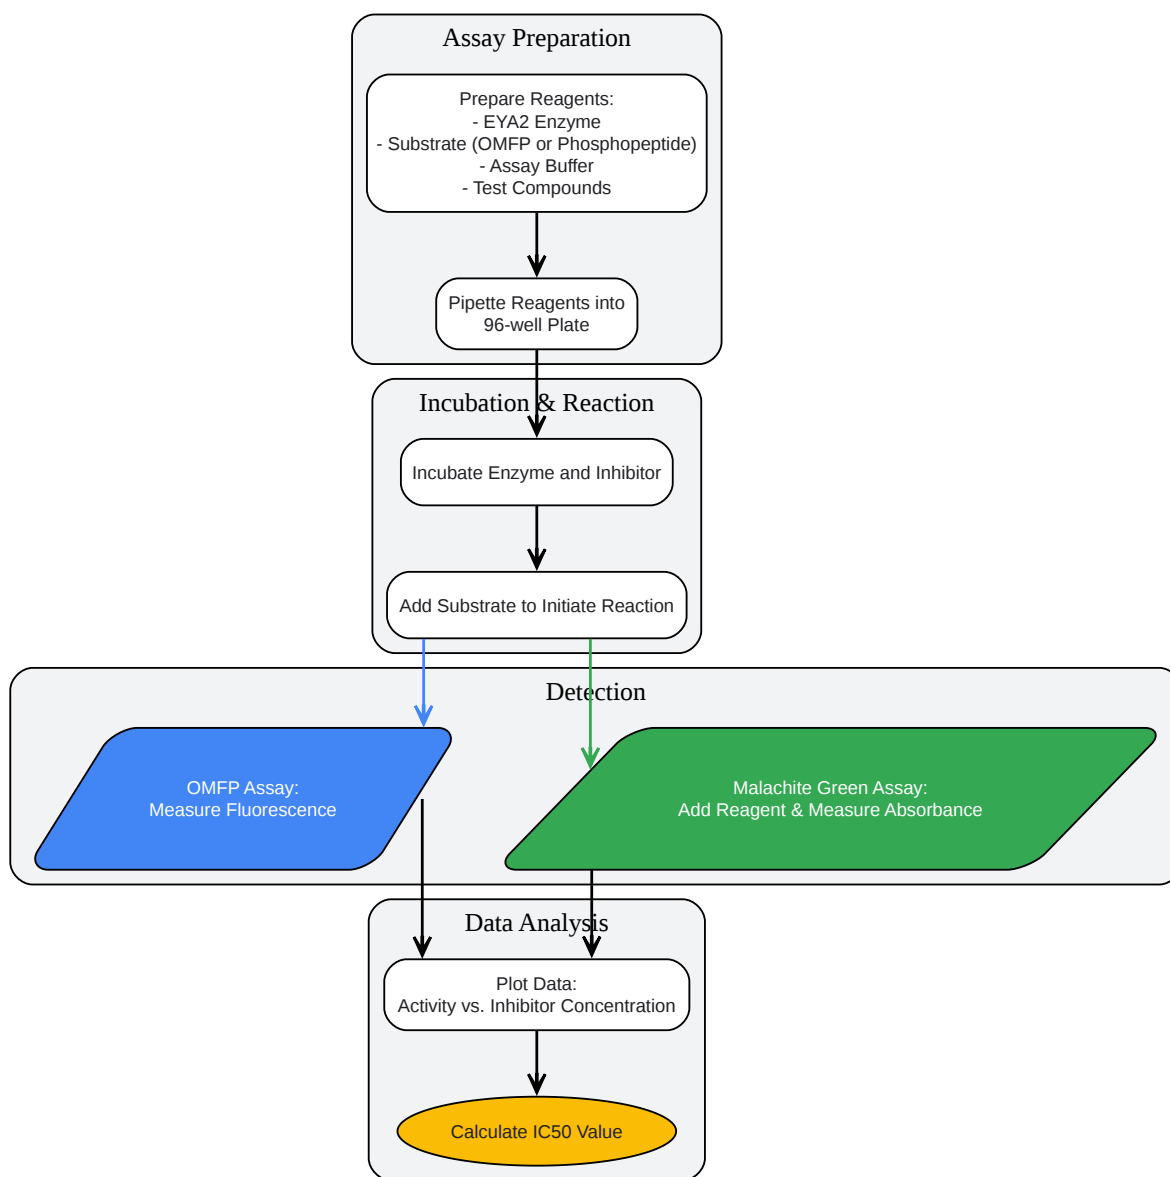 Assay Preparation
Prepare Reagents:
- EYA2 Enzyme
- Substrate (OMFP or Phosphopeptide)
- Assay Buffer
- Test Compounds
Pipette Reagents into
96-well Plate
Incubation & Reaction
Incubate Enzyme and Inhibitor
Add Substrate to Initiate Reaction
Detection
OMFP Assay:
Measure Fluorescence
Malachite Green Assay:
Add Reagent & Measure Absorbance
Data Analysis
Plot Data:
Activity vs. Inhibitor Concentration
Calculate IC50 Value